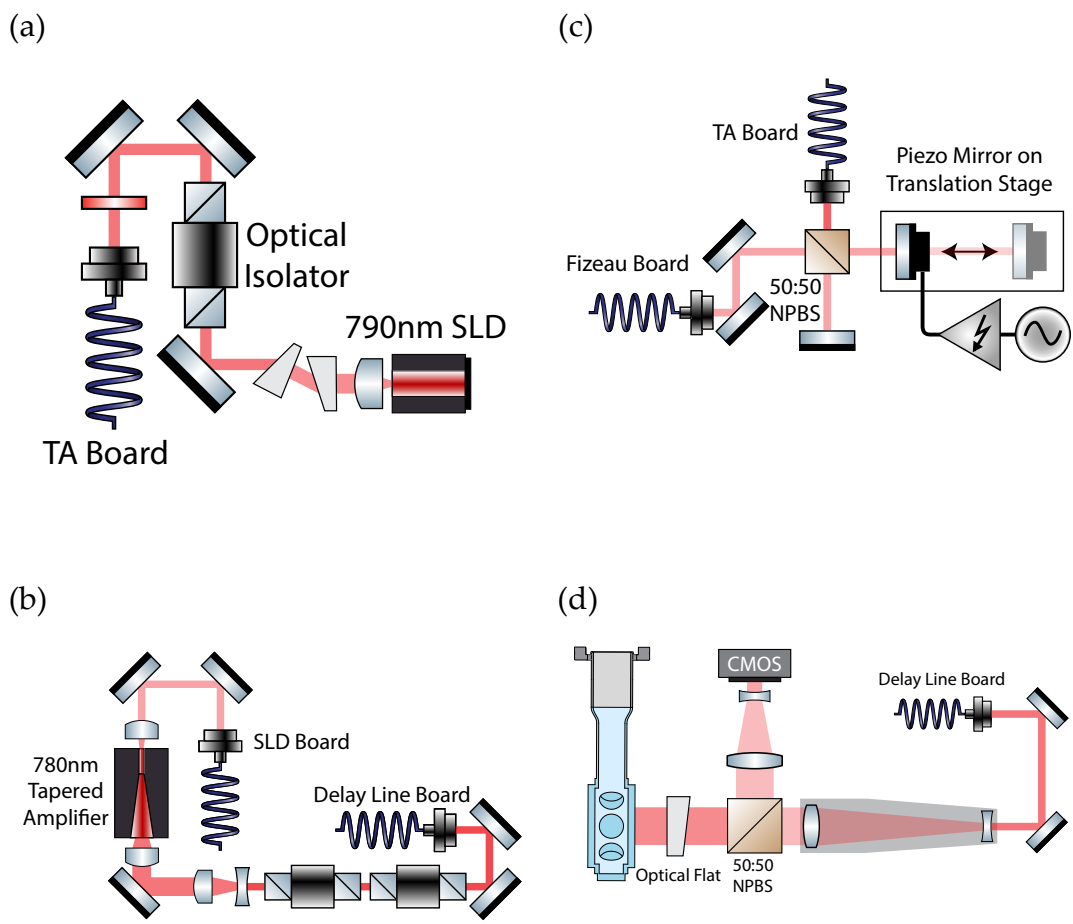 (a)
Optical
Isolator
790nm SLD
TA Board
(c)
TA Board
Piezo Mirror on
Translation Stage
Fizeau Board
50:50
NPBS
(b)
SLD Board
780nm
Tapered
Amplifier
Delay Line Board
(d)
CMOS
Delay Line Board
Optical Flat
50:50
NPBS